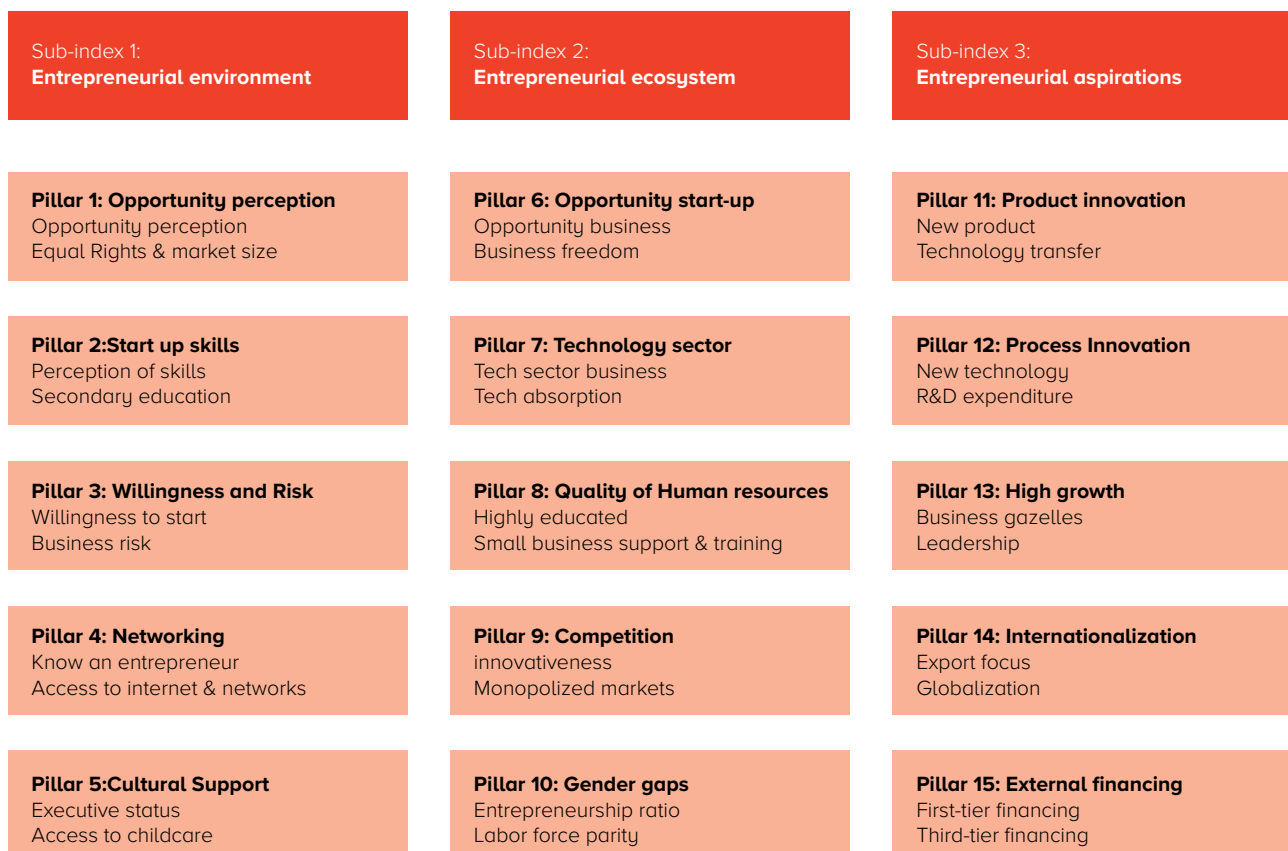 Sub-index 1:
Entrepreneurial environment
Pillar 1: Opportunity perception
Opportunity perception
Equal Rights & market size
Pillar 2:Start up skills
Perception of skills
Secondary education
Pillar 3: Willingness and Risk
Willingness to start
Business risk
Pillar 4: Networking
Know an entrepreneur
Access to internet & networks
Pillar 5:Cultural Support
Executive status
Access to childcare
Sub-index 2:
Entrepreneurial ecosystem
Pillar 6: Opportunity start-up
Opportunity business
Business freedom
Pillar 7: Technology sector
Tech sector business
Tech absorption
Pillar 8: Quality of Human resources
Highly educated
Small business support & training
Pillar 9: Competition
innovativeness
Monopolized markets
Pillar 10: Gender gaps
Entrepreneurship ratio
Labor force parity
Sub-index 3:
Entrepreneurial aspirations
Pillar 11: Product innovation
New product
Technology transfer
Pillar 12: Process Innovation
New technology
R&D expenditure
Pillar 13: High growth
Business gazelles
Leadership
Pillar 14: Internationalization
Export focus
Globalization
Pillar 15: External financing
First-tier financing
Third-tier financing